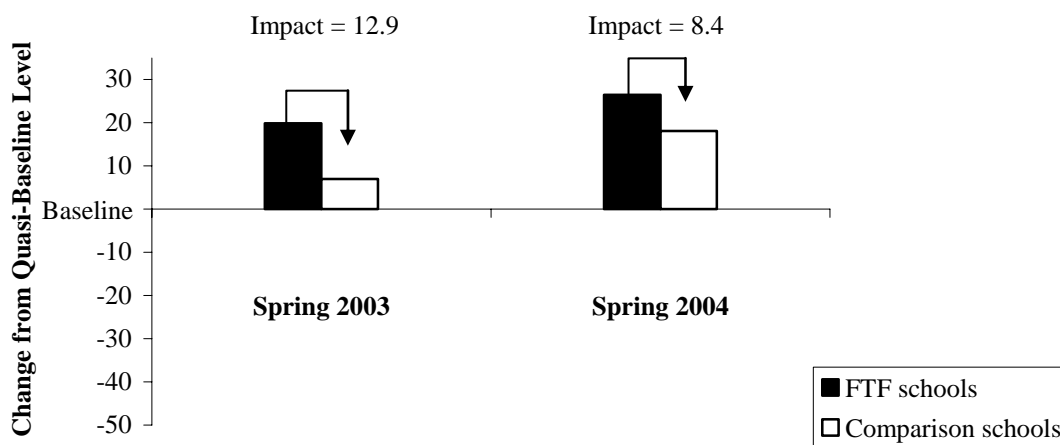 Impact = 12.9
Impact = 8.4
Change from Quasi-Baseline Level
30
20
10
Baseline
-10
-20
-30
-40
-50
Spring 2003
Spring 2004
FTF schools
Comparison schools